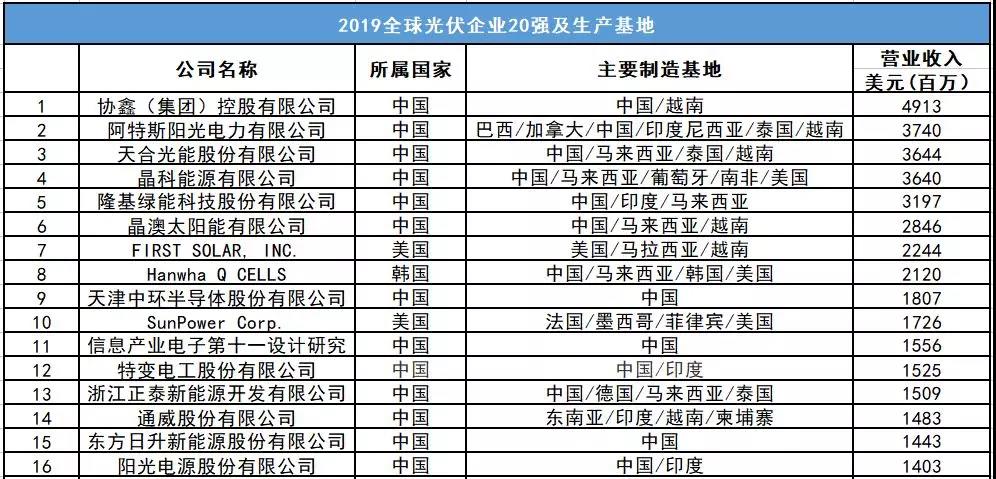 2019全球光伏企业20强及生产基地
公司名称 所属国家 主要制造基地 营业收入
美元(百万)
1 协鑫（集团）控股有限公司 中国 中国/越南 4913
2 阿特斯阳光电力有限公司 中国 巴西/加拿大/中国/印度尼西亚/泰国/越南 3740
3 天合光能股份有限公司 中国 中国/马来西亚/泰国/越南 3644
4 晶科能源有限公司 中国 中国/马来西亚/葡萄牙/南非/美国 3640
5 隆基绿能科技股份有限公司 中国 中国/印度/马来西亚 3197
6 晶澳太阳能有限公司 中国 中国/马来西亚/越南 2846
7 FIRST SOLAR, INC. 美国 美国/马拉西亚/越南 2244
8 Hanwha Q CELLS 韩国 中国/马来西亚/韩国/美国 2120
9 天津中环半导体股份有限公司 中国 中国 1807
10 SunPower Corp. 美国 法国/墨西哥/菲律宾/美国 1726
11 信息产业电子第十一设计研究 中国 中国 1556
12 特变电工股份有限公司 中国 中国/印度 1525
13 浙江正泰新能源开发有限公司 中国 中国/德国/马来西亚/泰国 1509
14 通威股份有限公司 中国 东南亚/印度/越南/柬埔寨 1483
15 东方日升新能源股份有限公司 中国 中国 1443
16 阳光电源股份有限公司 中国 中国/印度 1403